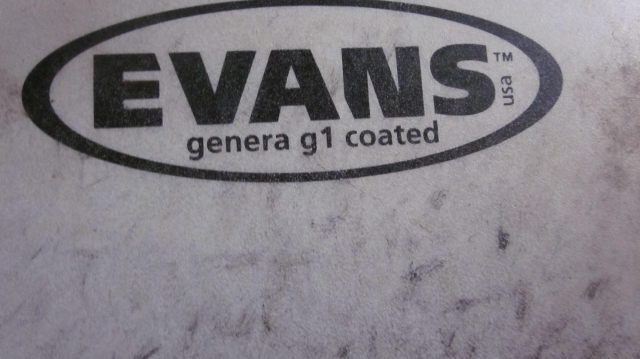 EVANS™
usa
genera g1 coated